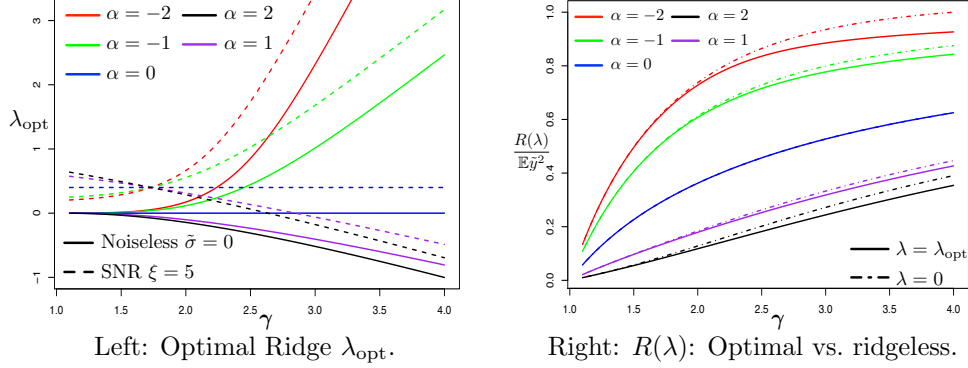 α = −2
α = 2
α = −1
α = 1
α = 0
λopt
3
2
1
0
−1
Noiseless σ̃ = 0
SNR ξ = 5
1.0 1.5 2.0 2.5 3.0 3.5 4.0
γ
Left: Optimal Ridge λopt.
α = −2
α = 2
α = −1
α = 1
α = 0
R(λ)
𝔼ỹ²
1.0
0.8
0.6
0.4
0.2
0.0
λ = λopt
λ = 0
1.0 1.5 2.0 2.5 3.0 3.5 4.0
γ
Right: R(λ): Optimal vs. ridgeless.